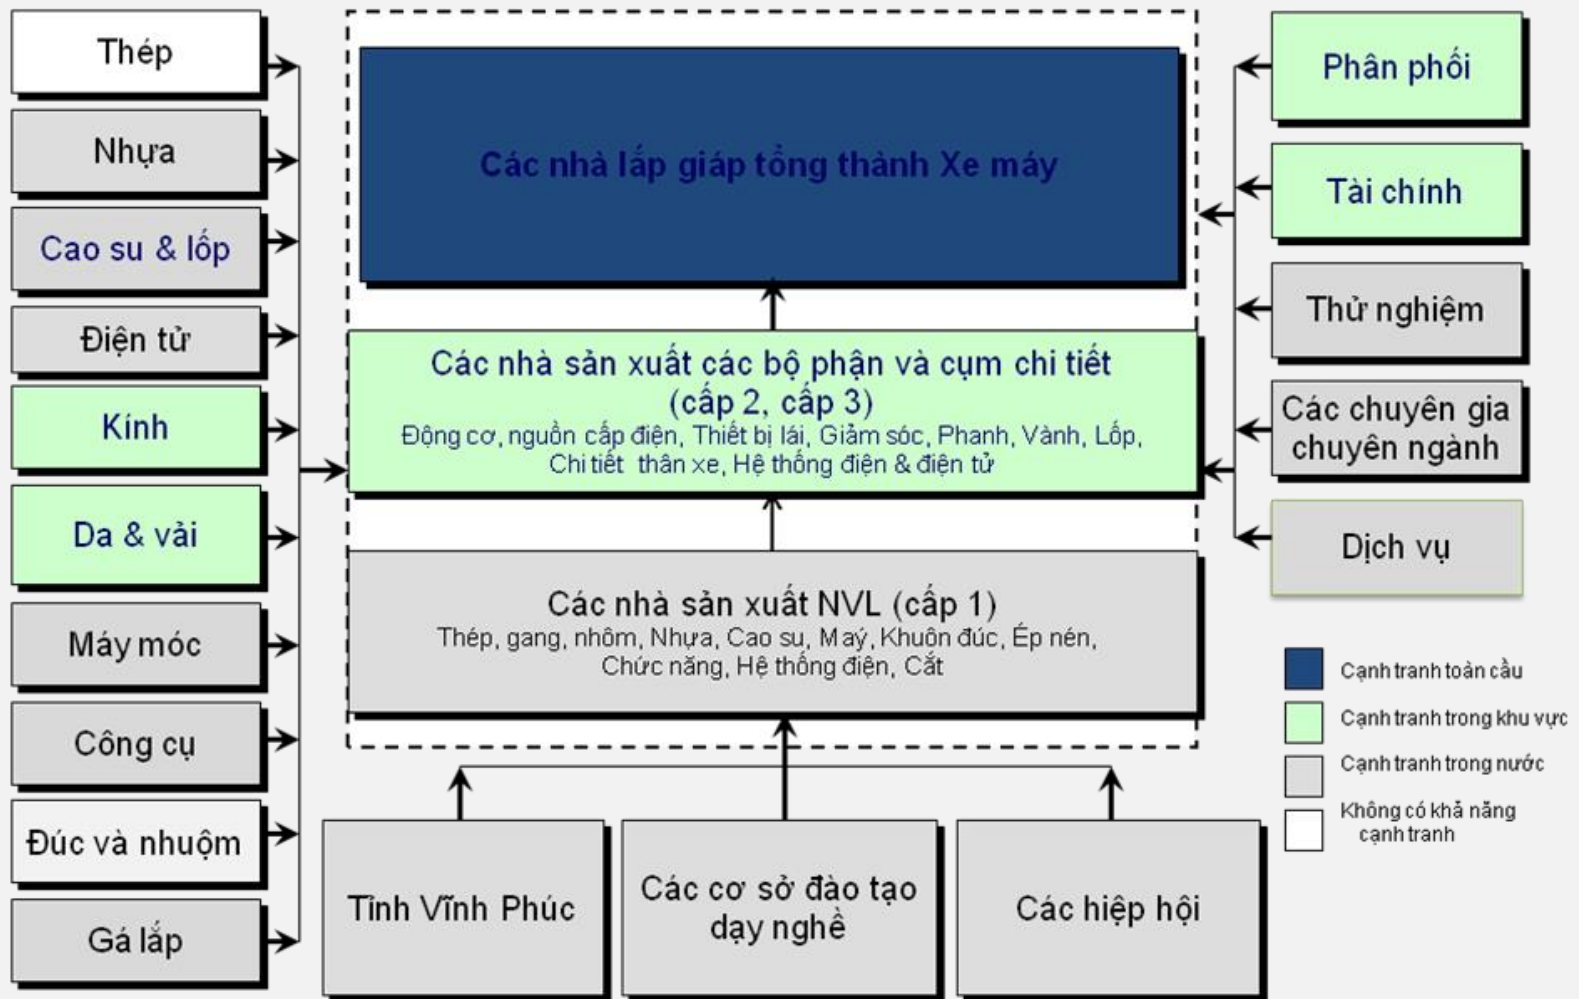 Thép
Nhựa
Cao su & lốp
Điện tử
Kính
Da & vải
Máy móc
Công cụ
Đúc và nhuộm
Gá lắp
Các nhà lắp giáp tổng thành Xe máy
Các nhà sản xuất các bộ phận và cụm chi tiết
(cấp 2, cấp 3)
Động cơ, nguồn cấp điện, Thiết bị lái, Giảm sóc, Phanh, Vành, Lốp,
Chi tiết thân xe, Hệ thống điện & điện tử
Các nhà sản xuất NVL (cấp 1)
Thép, gang, nhôm, Nhựa, Cao su, Maý, Khuôn đúc, Ép nén,
Chức năng, Hệ thống điện, Cắt
Tỉnh Vĩnh Phúc
Các cơ sở đào tạo
dạy nghề
Các hiệp hội
Phân phối
Tài chính
Thử nghiệm
Các chuyên gia
chuyên ngành
Dịch vụ
Cạnh tranh toàn cầu
Cạnh tranh trong khu vực
Cạnh tranh trong nước
Không có khả năng
cạnh tranh